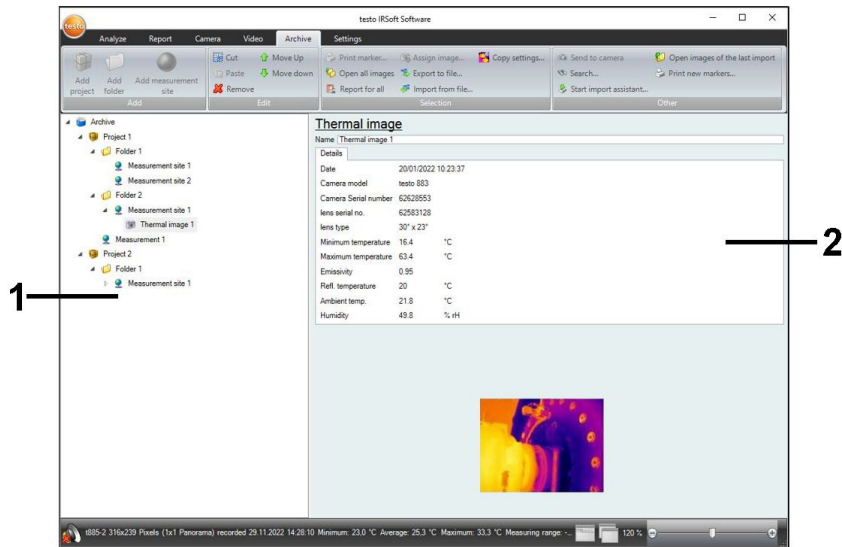 testo IRSoft Software
testo
Analyze Report Camera Video Archive Settings
Cut Move Up Print marker... Assign image... Copy settings... Send to camera Open images of the last import
Add project Add folder Add measurement site Paste Move down Open all images Export to file... Search... Print new markers...
Remove Report for all Import from file... Start import assistant...
Add Edit Selection Other
Archive
Project 1
Folder 1
Measurement site 1
Measurement site 2
Folder 2
Measurement site 1
Thermal image 1
Measurement 1
Project 2
Folder 1
Measurement site 1
1
Thermal image
Name Thermal image 1
Details
Date 20/01/2022 10:23:37
Camera model testo 883
Camera Serial number 62628553
lens serial no. 62583128
lens type 30° x 23°
Minimum temperature 16.4 °C
Maximum temperature 63.4 °C
Emissivity 0.95
Refl. temperature 20 °C
Ambient temp. 21.8 °C
Humidity 49.8 % rH
2
t885-2 316x239 Pixels (1x1 Panorama) recorded 29.11.2022 14:28:10 Minimum: 23,0 °C Average: 25,3 °C Maximum: 33,3 °C Measuring range: -... 120 %